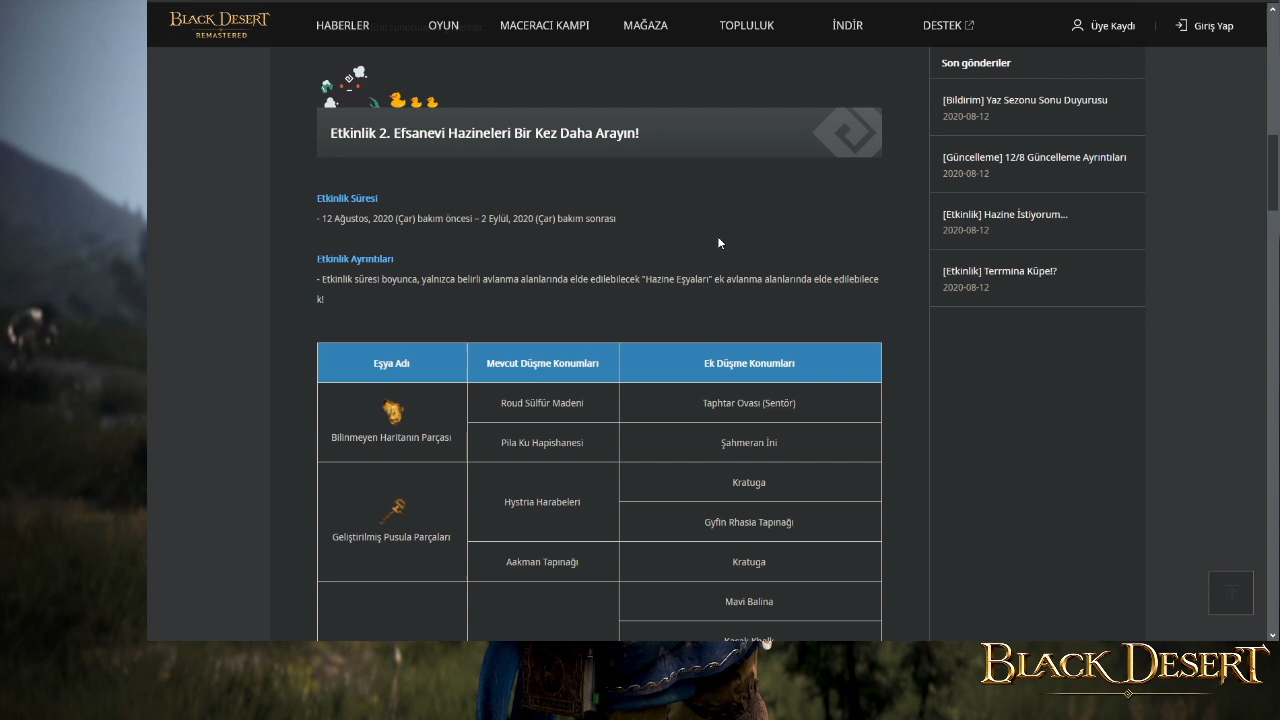 BLACK DESERT
REMASTERED
HABERLER
OYUN
MACERACI KAMPI
MAĞAZA
TOPLULUK
İNDİR
DESTEK
Üye Kaydı
Giriş Yap
Etkinlik 2. Efsanevi Hazineleri Bir Kez Daha Arayın!
Etkinlik Süresi
- 12 Ağustos, 2020 (Çar) bakım öncesi – 2 Eylül, 2020 (Çar) bakım sonrası
Etkinlik Ayrıntıları
- Etkinlik süresi boyunca, yalnızca belirli avlanma alanlarında elde edilebilecek "Hazine Eşyaları" ek avlanma alanlarında elde edilebilece
k!
Eşya Adı
Mevcut Düşme Konumları
Ek Düşme Konumları
Bilinmeyen Haritanın Parçası
Roud Sülfür Madeni
Taphtar Ovası (Sentör)
Pila Ku Hapishanesi
Şahmeran İni
Geliştirilmiş Pusula Parçaları
Hystria Harabeleri
Kratuga
Gyfin Rhasia Tapınağı
Aakman Tapınağı
Kratuga
Mavi Balina
Son gönderiler
[Bildirim] Yaz Sezonu Sonu Duyurusu
2020-08-12
[Güncelleme] 12/8 Güncelleme Ayrıntıları
2020-08-12
[Etkinlik] Hazine İstiyorum...
2020-08-12
[Etkinlik] Terrmina Küpe!?
2020-08-12
BLACK DESERT